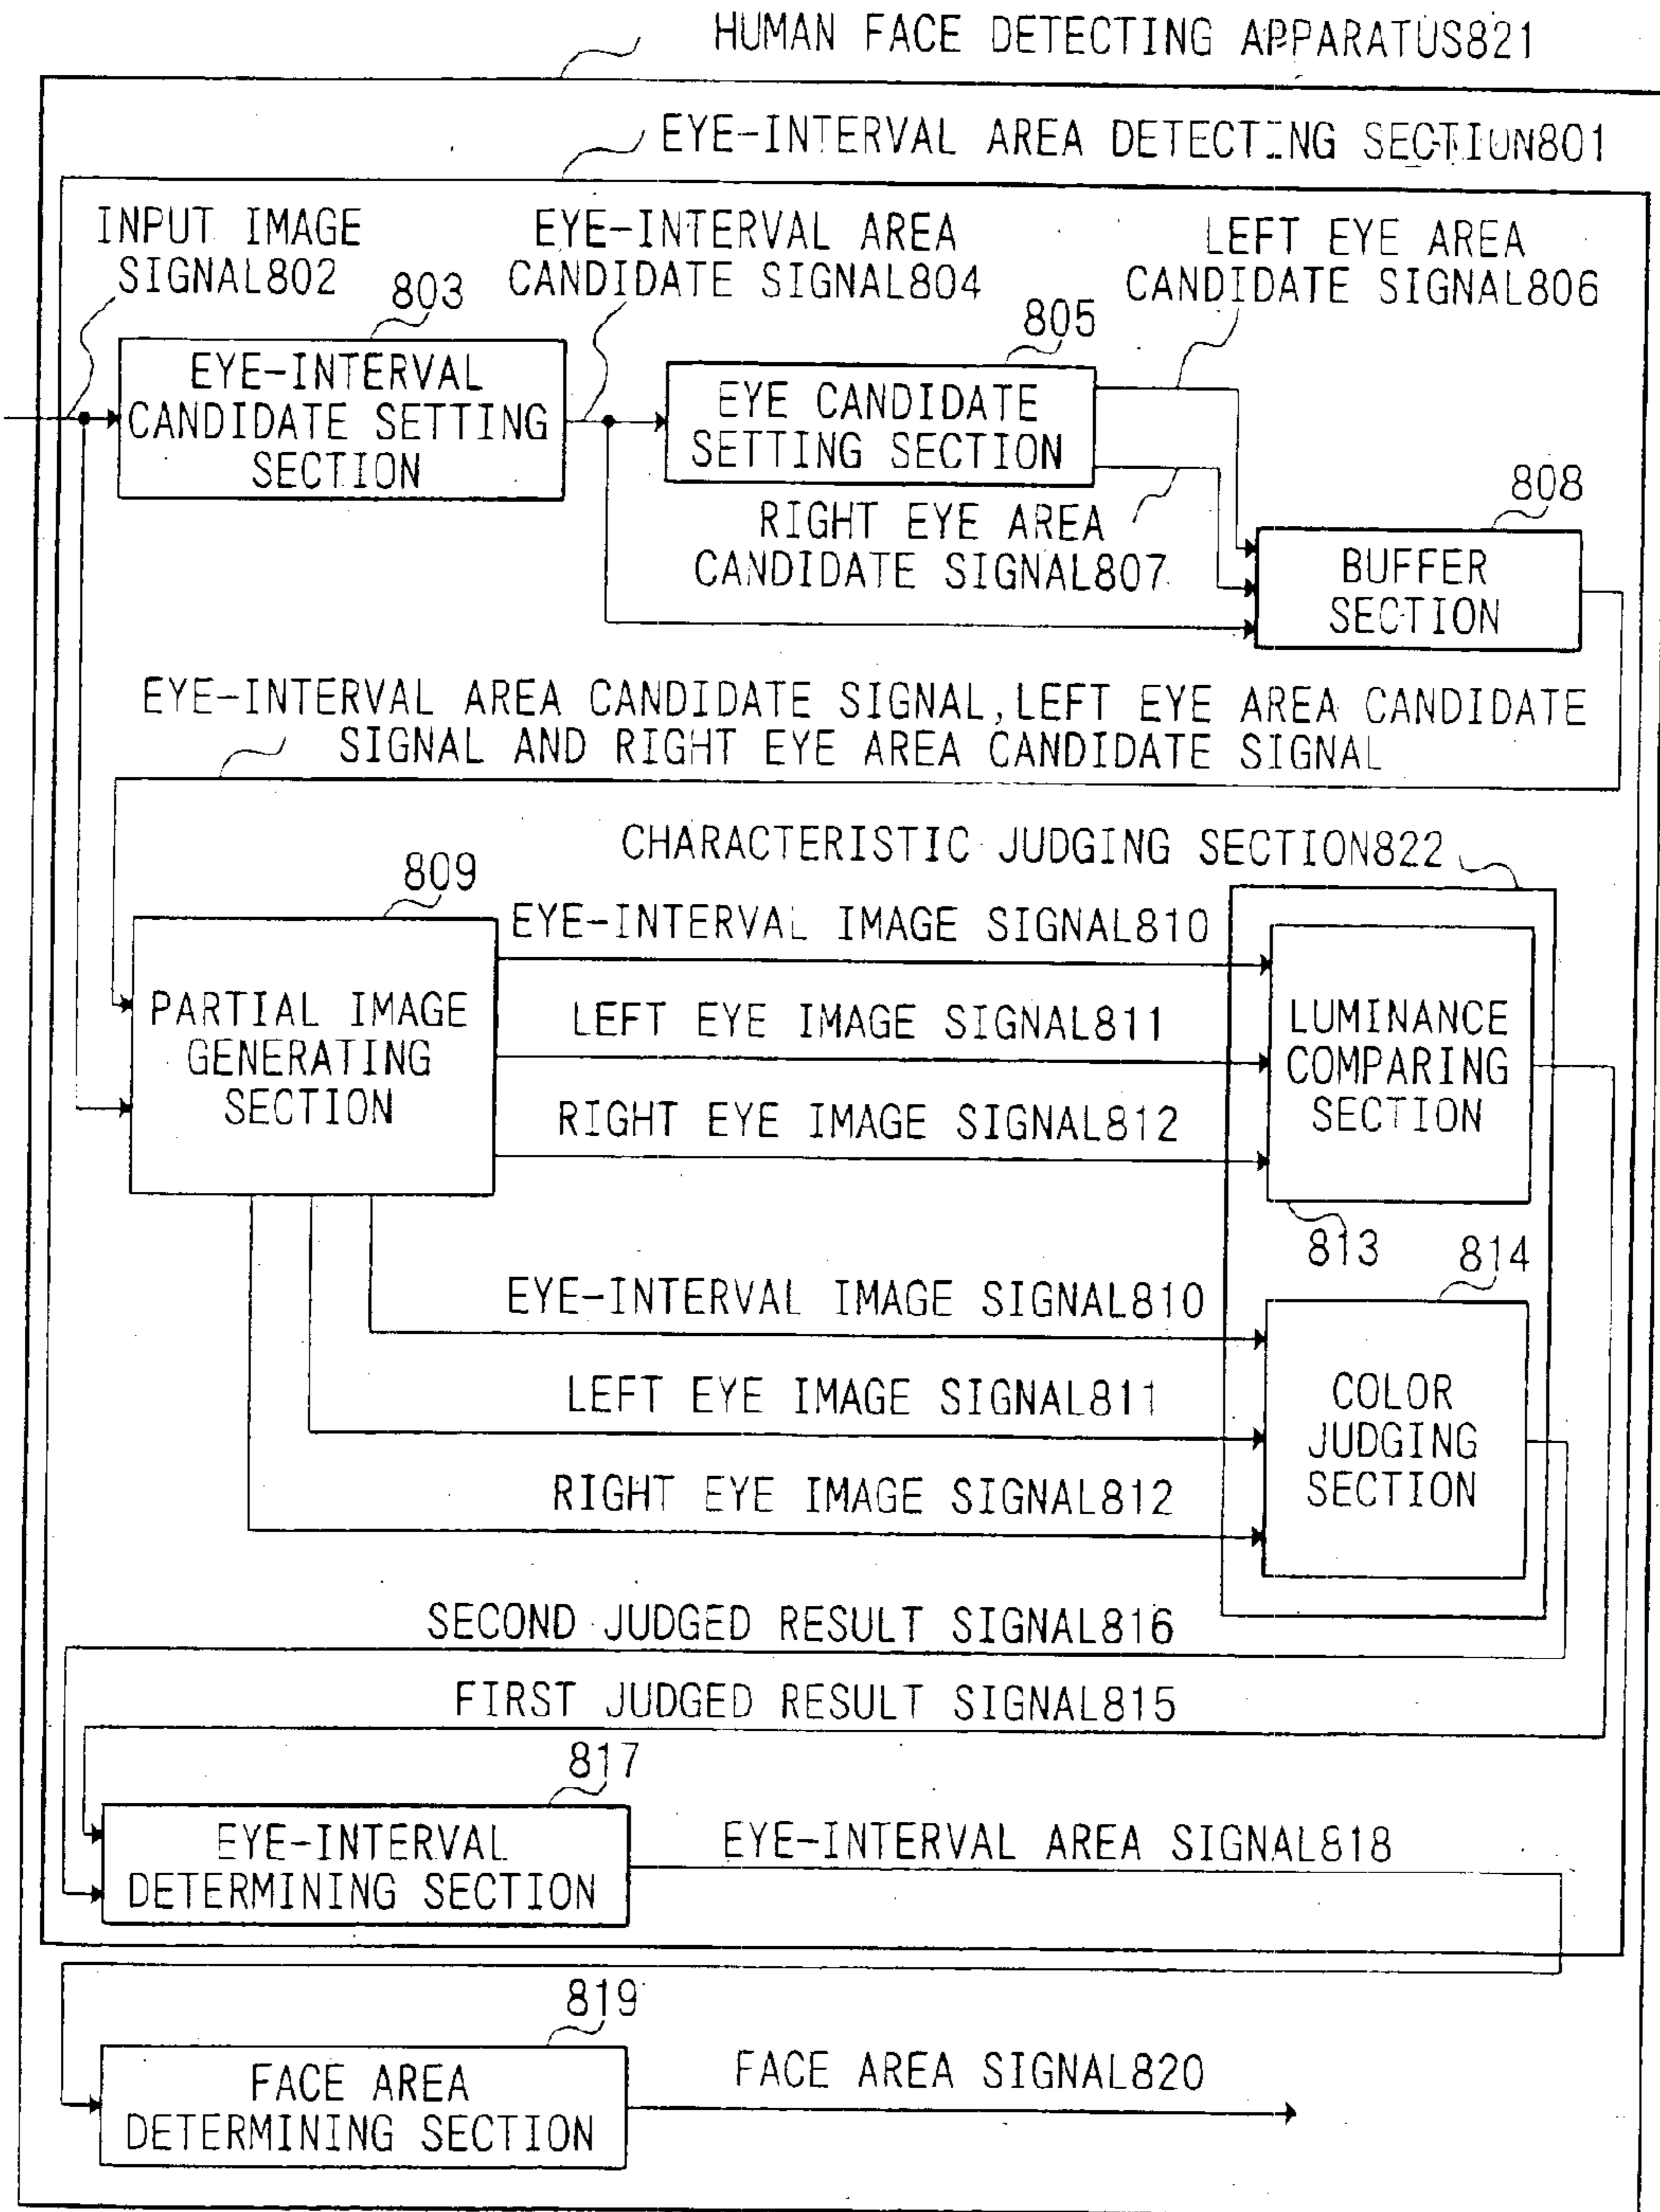 HUMAN FACE DETECTING APPARATUS821
EYE-INTERVAL AREA DETECTING SECTION801
INPUT IMAGE
SIGNAL802
803
EYE-INTERVAL AREA
CANDIDATE SIGNAL804
805
LEFT EYE AREA
CANDIDATE SIGNAL806
EYE-INTERVAL
CANDIDATE SETTING
SECTION
EYE CANDIDATE
SETTING SECTION
RIGHT EYE AREA
CANDIDATE SIGNAL807
808
BUFFER
SECTION
EYE-INTERVAL AREA CANDIDATE SIGNAL,LEFT EYE AREA CANDIDATE
SIGNAL AND RIGHT EYE AREA CANDIDATE SIGNAL
CHARACTERISTIC JUDGING SECTION822
809
PARTIAL IMAGE
GENERATING
SECTION
EYE-INTERVAL IMAGE SIGNAL810
LEFT EYE IMAGE SIGNAL811
RIGHT EYE IMAGE SIGNAL812
LUMINANCE
COMPARING
SECTION
813
814
EYE-INTERVAL IMAGE SIGNAL810
LEFT EYE IMAGE SIGNAL811
RIGHT EYE IMAGE SIGNAL812
COLOR
JUDGING
SECTION
SECOND JUDGED RESULT SIGNAL816
FIRST JUDGED RESULT SIGNAL815
817
EYE-INTERVAL
DETERMINING SECTION
EYE-INTERVAL AREA SIGNAL818
819
FACE AREA
DETERMINING SECTION
FACE AREA SIGNAL820